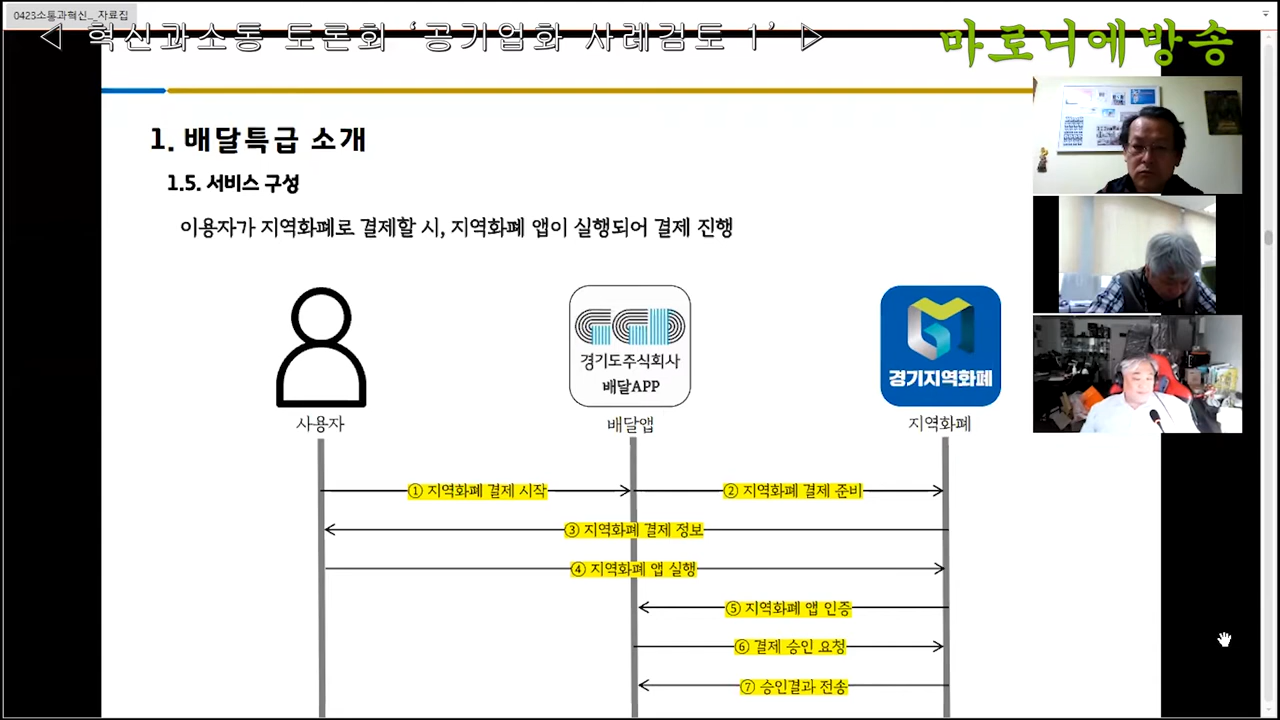 0423소통과혁신.._자료집
◁ 혁신과소통 토론회 ‘공기업화 사례검토 1’ ▷
마로니에방송
1. 배달특급 소개
1.5. 서비스 구성
이용자가 지역화폐로 결제할 시, 지역화폐 앱이 실행되어 결제 진행
GGD
경기도주식회사
배달APP
경기지역화폐
사용자
배달앱
지역화폐
① 지역화폐 결제 시작
② 지역화폐 결제 준비
③ 지역화폐 결제 정보
④ 지역화폐 앱 실행
⑤ 지역화폐 앱 인증
⑥ 결제 승인 요청
⑦ 승인결과 전송